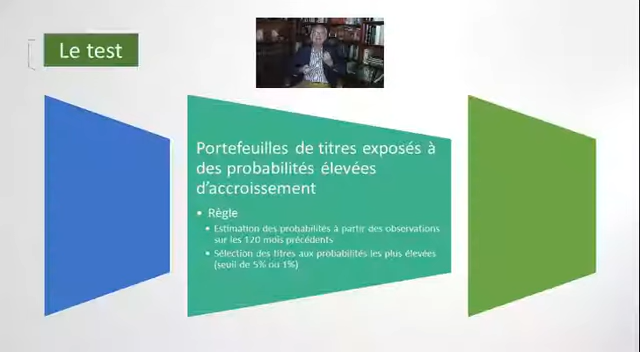 Le test
Portefeuilles de titres exposés à
des probabilités élevées
d'accroissement
• Règle
• Estimation des probabilités à partir des observations
sur les 120 mois précédents
• Sélection des titres aux probabilités les plus élevées
(seuil de 5% ou 1%)